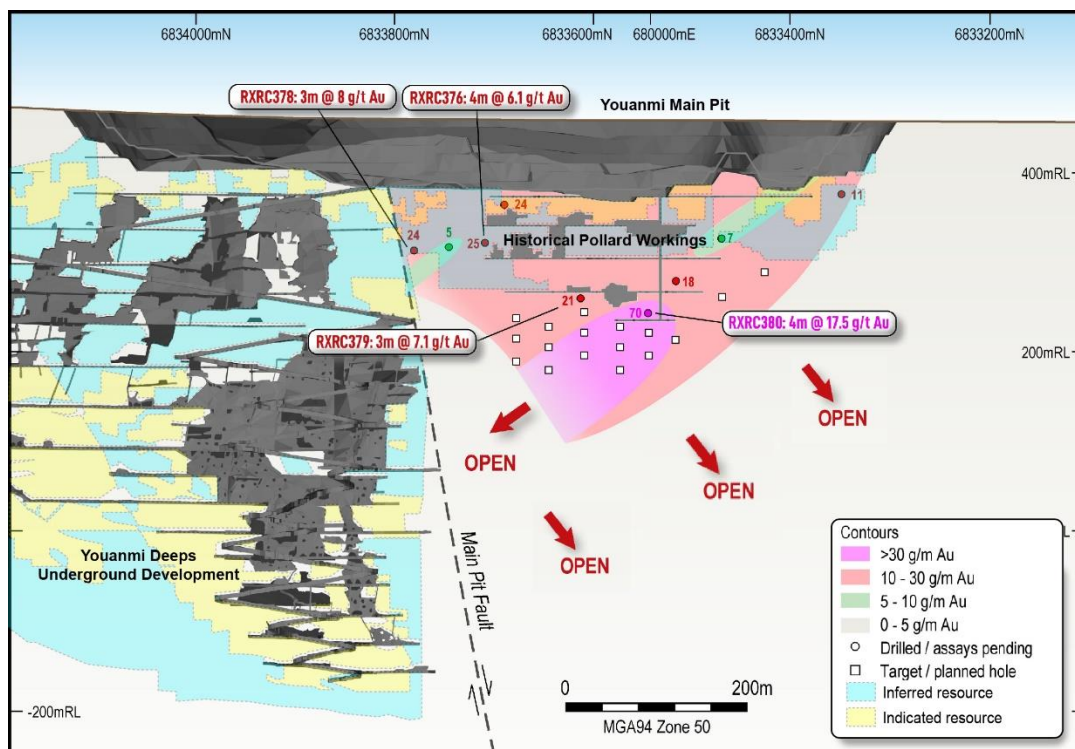 6834000mN
6833800mN
6833600mN
680000mE
6833400mN
6833200mN
RXRC378: 3m @ 8 g/t Au
RXRC376: 4m @ 6.1 g/t Au
Youanmi Main Pit
400mRL
24
11
24
5
25
7
Historical Pollard Workings
18
21
70
RXRC380: 4m @ 17.5 g/t Au
RXRC379: 3m @ 7.1 g/t Au
200mRL
OPEN
OPEN
OPEN
OPEN
Youanmi Deeps
Underground Development
Main Pit Fault
-200mRL
0
200m
MGA94 Zone 50
Contours
>30 g/m Au
10 - 30 g/m Au
5 - 10 g/m Au
0 - 5 g/m Au
Drilled / assays pending
Target / planned hole
Inferred resource
Indicated resource